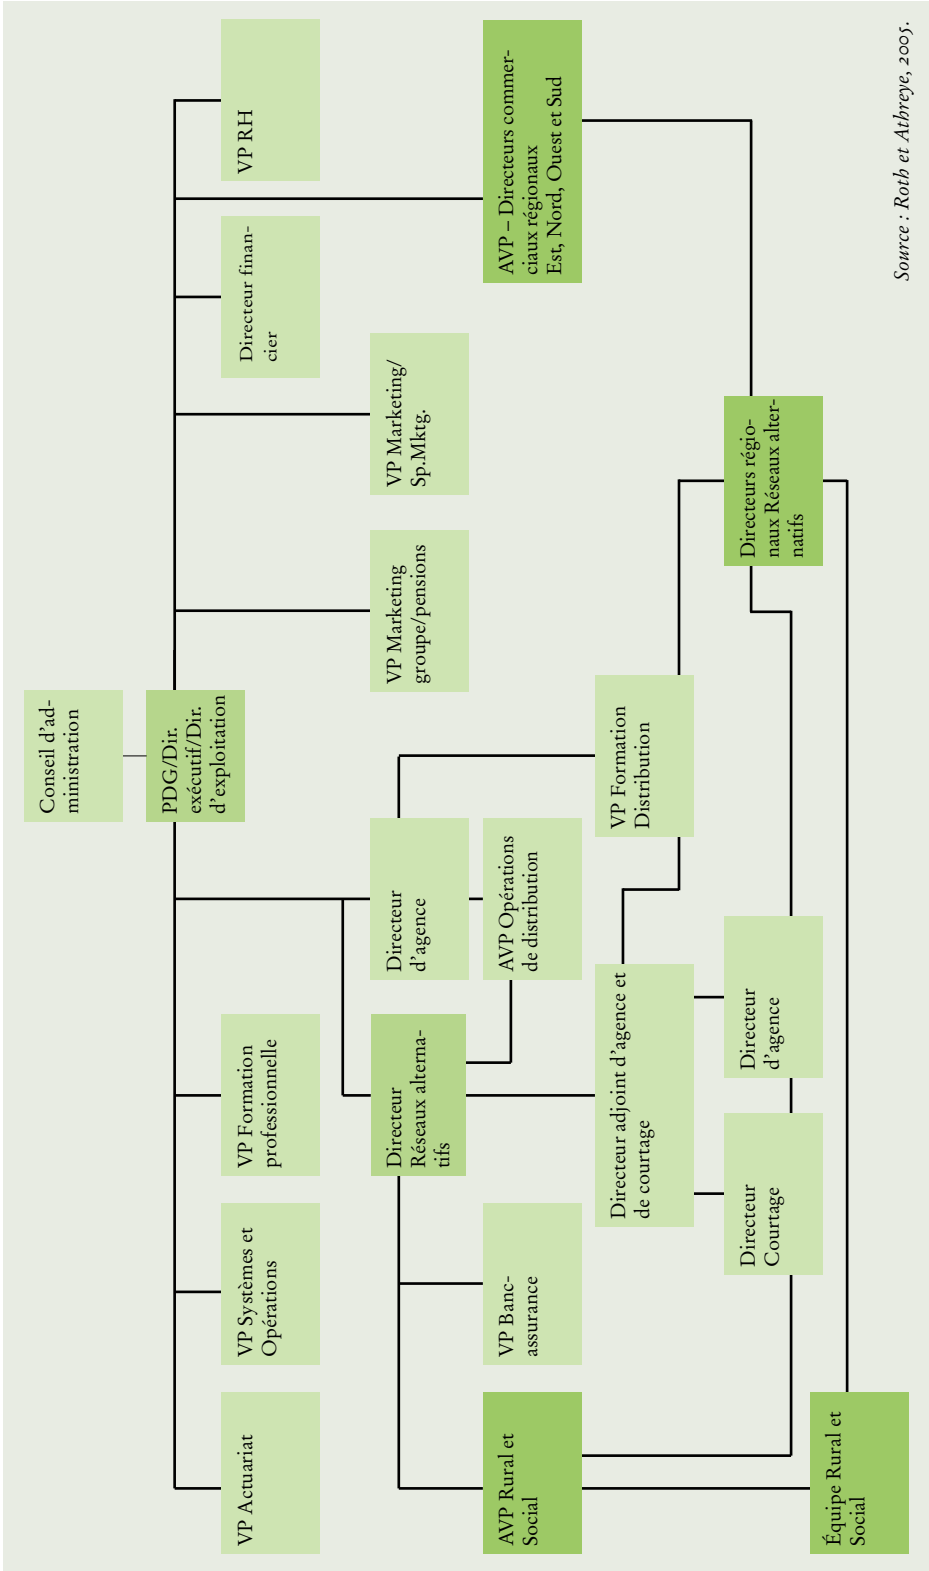 Conseil d'ad-
ministration
PDG/Dir.
exécutif/Dir.
d'exploitation
VP Actuariat
VP Systèmes et
Opérations
VP Formation
professionnelle
Directeur finan-
cier
VP RH
Directeur
Réseaux alterna-
tifs
Directeur
d'agence
VP Marketing
groupe/pensions
VP Marketing/
Sp.Mktg.
AVP Rural et
Social
VP Banc-
assurance
AVP Opérations
de distribution
AVP – Directeurs commer-
ciaux régionaux
Est, Nord, Ouest et Sud
Directeur adjoint d'agence et
de courtage
VP Formation
Distribution
Directeur
Courtage
Directeur
d'agence
Directeurs régio-
naux Réseaux alter-
natifs
Équipe Rural et
Social
Source : Roth et Athreye, 2005.